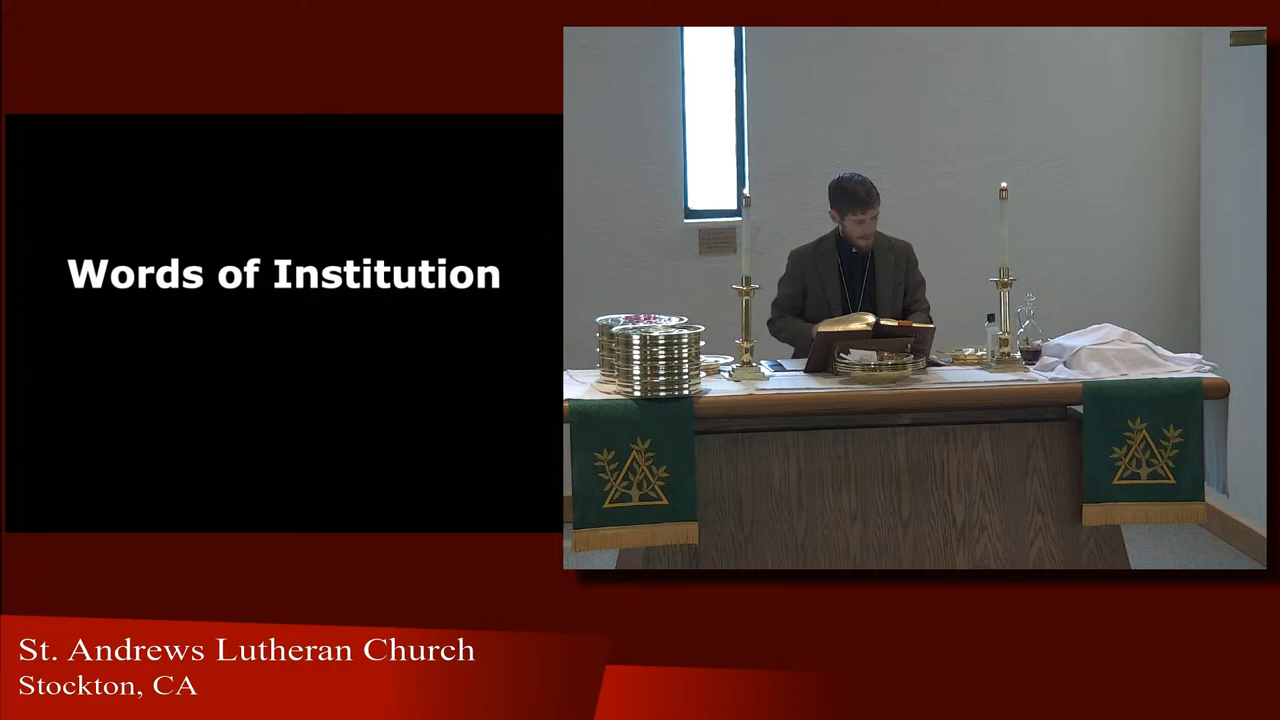 Words of Institution
St. Andrews Lutheran Church
Stockton, CA